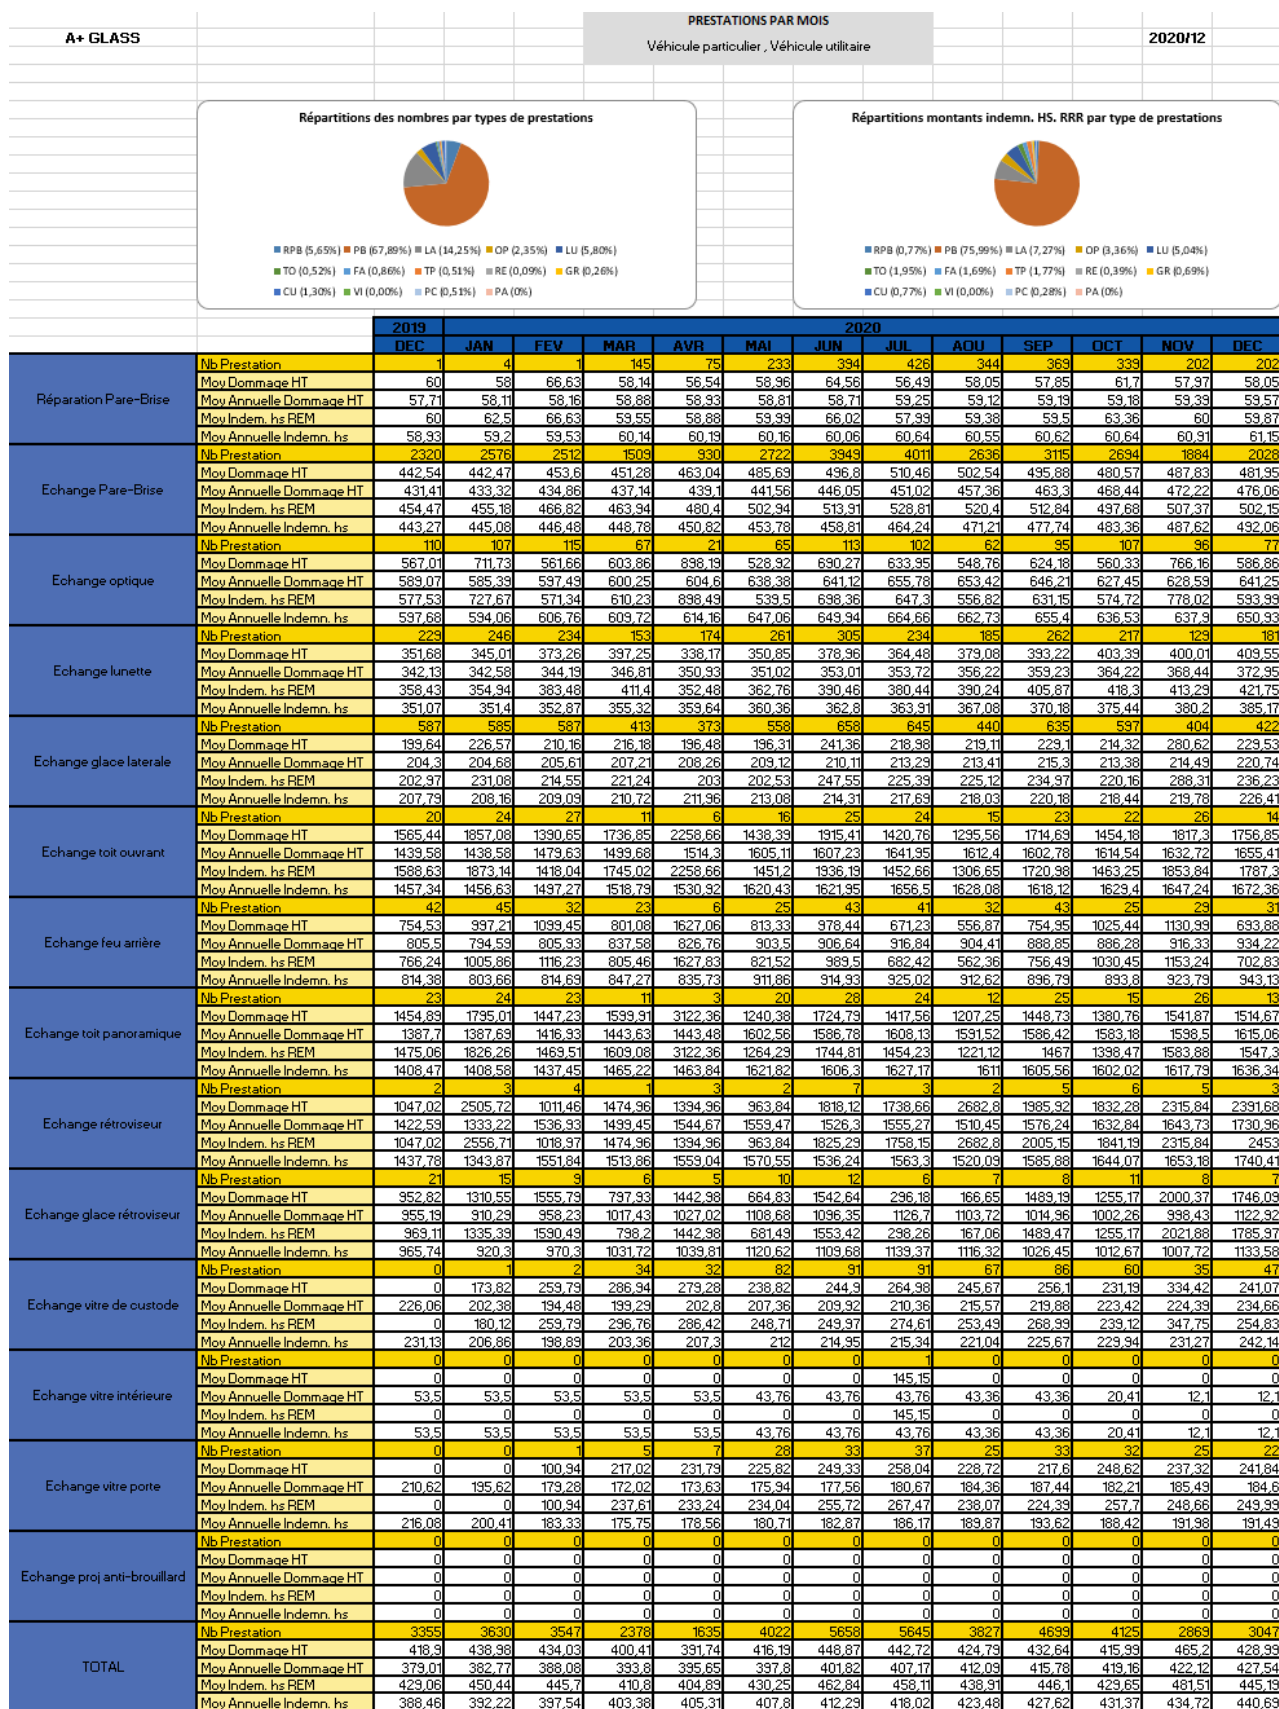 A+ GLASS
PRESTATIONS PAR MOIS
Véhicule particulier , Véhicule utilitaire
2020/12
Répartitions des nombres par types de prestations
RPB (5,65%) PB (67,89%) LA (14,25%) OP (2,35%) LU (5,80%)
TO (0,52%) FA (0,86%) TP (0,51%) RE (0,09%) GR (0,26%)
CU (1,30%) VI (0,00%) PC (0,51%) PA (0%)
Répartitions montants indemn. HS. RRR par type de prestations
RPB (0,77%) PB (75,99%) LA (7,27%) OP (3,36%) LU (5,04%)
TO (1,95%) FA (1,69%) TP (1,77%) RE (0,39%) GR (0,69%)
CU (0,77%) VI (0,00%) PC (0,28%) PA (0%)
2019 2020
DEC JAN FEV MAR AVR MAI JUN JUL AOU SEP OCT NOV DEC
Réparation Pare-Brise
Nb Prestation 1 4 1 145 75 233 394 426 344 369 339 202 202
Moy Dommage HT 60 58 66,63 58,14 56,54 58,96 64,56 56,49 58,05 57,85 61,7 57,97 58,05
Moy Annuelle Dommage HT 57,71 58,11 58,16 58,88 58,93 58,81 58,71 59,25 59,12 59,19 59,18 59,39 59,57
Moy Indem. hs REM 60 62,5 66,63 59,55 58,88 59,99 66,02 57,99 59,38 59,5 63,36 60 59,87
Moy Annuelle Indemn. hs 58,93 59,2 59,53 60,14 60,19 60,16 60,06 60,64 60,55 60,62 60,64 60,91 61,15
Echange Pare-Brise
Nb Prestation 2320 2576 2512 1509 930 2722 3949 4011 2636 3115 2694 1884 2028
Moy Dommage HT 442,54 442,47 453,6 451,28 463,04 485,69 496,8 510,46 502,54 495,88 480,57 487,83 481,95
Moy Annuelle Dommage HT 431,41 433,32 434,86 437,14 439,1 441,56 446,05 451,02 457,36 463,3 468,44 472,22 476,06
Moy Indem. hs REM 454,47 455,18 466,82 463,94 480,4 502,94 513,91 528,81 520,4 512,84 497,68 507,37 502,15
Moy Annuelle Indemn. hs 443,27 445,08 446,48 448,78 450,82 453,78 458,81 464,24 471,21 477,74 483,36 487,62 492,06
Echange optique
Nb Prestation 110 107 115 67 21 65 113 102 62 95 107 96 77
Moy Dommage HT 567,01 711,73 561,66 603,86 898,19 528,92 690,27 633,95 548,76 624,18 560,33 766,16 586,86
Moy Annuelle Dommage HT 589,07 585,39 597,49 600,25 604,6 638,38 641,12 655,78 653,42 646,21 627,45 628,59 641,25
Moy Indem. hs REM 577,53 727,67 571,34 610,23 898,49 539,5 698,36 647,3 556,82 631,15 574,72 778,02 593,99
Moy Annuelle Indemn. hs 597,68 594,06 606,76 609,72 614,16 647,06 649,94 664,66 662,73 655,4 636,53 637,9 650,93
Echange lunette
Nb Prestation 229 246 234 153 174 261 305 234 185 262 217 129 181
Moy Dommage HT 351,68 345,01 373,26 397,25 338,17 350,85 378,96 364,48 379,08 393,22 403,39 400,01 409,55
Moy Annuelle Dommage HT 342,13 342,58 344,19 346,81 350,93 351,02 353,01 353,72 356,22 359,23 364,22 368,44 372,95
Moy Indem. hs REM 358,43 354,94 383,48 411,4 352,48 362,76 390,46 380,44 390,24 405,87 418,3 413,29 421,75
Moy Annuelle Indemn. hs 351,07 351,4 352,87 355,32 359,64 360,36 362,8 363,91 367,08 370,18 375,44 380,2 385,17
Echange glace laterale
Nb Prestation 587 585 587 413 373 558 658 645 440 635 597 404 422
Moy Dommage HT 199,64 226,57 210,16 216,18 196,48 196,31 241,36 218,98 219,11 229,1 214,32 280,62 229,53
Moy Annuelle Dommage HT 204,3 204,68 205,61 207,21 208,26 209,12 210,11 213,29 213,41 215,3 213,38 214,49 220,74
Moy Indem. hs REM 202,97 231,08 214,55 221,24 203 202,53 247,55 225,39 225,12 234,97 220,16 288,31 236,23
Moy Annuelle Indemn. hs 207,79 208,16 209,09 210,72 211,96 213,08 214,31 217,69 218,03 220,18 218,44 219,78 226,41
Echange toit ouvrant
Nb Prestation 20 24 27 11 6 16 25 24 15 23 22 26 14
Moy Dommage HT 1565,44 1857,08 1390,65 1736,85 2258,66 1438,39 1915,41 1420,76 1295,56 1714,69 1454,18 1817,3 1756,85
Moy Annuelle Dommage HT 1439,58 1438,58 1479,63 1499,68 1514,3 1605,11 1607,23 1641,95 1612,4 1602,78 1614,54 1632,72 1655,41
Moy Indem. hs REM 1588,63 1873,14 1418,04 1745,02 2258,66 1451,2 1936,19 1452,66 1306,65 1720,98 1463,25 1853,84 1787,3
Moy Annuelle Indemn. hs 1457,34 1456,63 1497,27 1518,79 1530,92 1620,43 1621,95 1656,5 1628,08 1618,12 1629,4 1647,24 1672,36
Echange feu arrière
Nb Prestation 42 45 32 23 6 25 43 41 32 43 25 29 31
Moy Dommage HT 754,53 997,21 1099,45 801,08 1627,06 813,33 978,44 671,23 556,87 754,95 1025,44 1130,99 693,88
Moy Annuelle Dommage HT 805,5 794,59 805,93 837,58 826,76 903,5 906,64 916,84 904,41 888,85 886,28 916,33 934,22
Moy Indem. hs REM 766,24 1005,86 1116,23 805,46 1627,83 821,52 989,5 682,42 562,36 756,49 1030,45 1153,24 702,83
Moy Annuelle Indemn. hs 814,38 803,66 814,69 847,27 835,73 911,86 914,93 925,02 912,62 896,79 893,8 923,79 943,13
Echange toit panoramique
Nb Prestation 23 24 23 11 3 20 28 24 12 25 15 26 13
Moy Dommage HT 1454,89 1795,01 1447,23 1599,91 3122,36 1240,38 1724,79 1417,56 1207,25 1448,73 1380,76 1541,87 1514,67
Moy Annuelle Dommage HT 1387,7 1387,69 1416,93 1443,63 1443,48 1602,56 1586,78 1608,13 1591,52 1586,42 1583,18 1598,5 1615,06
Moy Indem. hs REM 1475,06 1826,26 1469,51 1609,08 3122,36 1264,29 1744,81 1454,23 1221,12 1467 1398,47 1583,88 1547,3
Moy Annuelle Indemn. hs 1408,47 1408,58 1437,45 1465,22 1463,84 1621,82 1606,3 1627,17 1611 1605,56 1602,02 1617,79 1636,34
Echange rétroviseur
Nb Prestation 2 3 4 1 3 2 7 3 2 5 6 5 3
Moy Dommage HT 1047,02 2505,72 1011,46 1474,96 1394,96 963,84 1818,12 1738,66 2682,8 1985,92 1832,28 2315,84 2391,68
Moy Annuelle Dommage HT 1422,59 1333,22 1536,93 1499,45 1544,67 1559,47 1526,3 1555,27 1510,45 1576,24 1632,84 1643,73 1730,96
Moy Indem. hs REM 1047,02 2556,71 1018,97 1474,96 1394,96 963,84 1825,29 1758,15 2682,8 2005,15 1841,19 2315,84 2453
Moy Annuelle Indemn. hs 1437,78 1343,87 1551,84 1513,86 1559,04 1570,55 1536,24 1563,3 1520,09 1585,88 1644,07 1653,18 1740,41
Echange glace rétroviseur
Nb Prestation 21 15 9 6 5 10 12 6 7 8 11 8 7
Moy Dommage HT 952,82 1310,55 1555,79 797,93 1442,98 664,83 1542,64 296,18 166,65 1489,19 1255,17 2000,37 1746,09
Moy Annuelle Dommage HT 955,19 910,29 958,23 1017,43 1027,02 1108,68 1096,35 1126,7 1103,72 1014,96 1002,26 998,43 1122,92
Moy Indem. hs REM 969,11 1335,39 1590,49 798,2 1442,98 681,49 1553,42 298,26 167,06 1489,47 1255,17 2021,88 1785,97
Moy Annuelle Indemn. hs 965,74 920,3 970,3 1031,72 1039,81 1120,62 1109,68 1139,37 1116,32 1026,45 1012,67 1007,72 1133,58
Echange vitre de custode
Nb Prestation 0 1 2 34 32 82 91 91 67 86 60 35 47
Moy Dommage HT 0 173,82 259,79 286,94 279,28 238,82 244,9 264,98 245,67 256,1 231,19 334,42 241,07
Moy Annuelle Dommage HT 226,06 202,38 194,48 199,29 202,8 207,36 209,92 210,36 215,57 219,88 223,42 224,39 234,66
Moy Indem. hs REM 0 180,12 259,79 296,76 286,42 248,71 249,97 274,61 253,49 268,99 239,12 347,75 254,83
Moy Annuelle Indemn. hs 231,13 206,86 198,89 203,36 207,3 212 214,95 215,34 221,04 225,67 229,94 231,27 242,14
Echange vitre intérieure
Nb Prestation 0 0 0 0 0 0 0 1 0 0 0 0 0
Moy Dommage HT 0 0 0 0 0 0 0 145,15 0 0 0 0 0
Moy Annuelle Dommage HT 53,5 53,5 53,5 53,5 53,5 43,76 43,76 43,76 43,36 43,36 20,41 12,1 12,1
Moy Indem. hs REM 0 0 0 0 0 0 0 145,15 0 0 0 0 0
Moy Annuelle Indemn. hs 53,5 53,5 53,5 53,5 53,5 43,76 43,76 43,76 43,36 43,36 20,41 12,1 12,1
Echange vitre porte
Nb Prestation 0 0 1 5 7 28 33 37 25 33 32 25 22
Moy Dommage HT 0 0 100,94 217,02 231,79 225,82 249,33 258,04 228,72 217,6 248,62 237,32 241,84
Moy Annuelle Dommage HT 210,62 195,62 179,28 172,02 173,63 175,94 177,56 180,67 184,36 187,44 182,21 185,49 184,6
Moy Indem. hs REM 0 0 100,94 237,61 233,24 234,04 255,72 267,47 238,07 224,39 257,7 248,66 249,99
Moy Annuelle Indemn. hs 216,08 200,41 183,33 175,75 178,56 180,71 182,87 186,17 189,87 193,62 188,42 191,98 191,49
Echange proj anti-brouillard
Nb Prestation 0 0 0 0 0 0 0 0 0 0 0 0 0
Moy Dommage HT 0 0 0 0 0 0 0 0 0 0 0 0 0
Moy Annuelle Dommage HT 0 0 0 0 0 0 0 0 0 0 0 0 0
Moy Indem. hs REM 0 0 0 0 0 0 0 0 0 0 0 0 0
Moy Annuelle Indemn. hs 0 0 0 0 0 0 0 0 0 0 0 0 0
TOTAL
Nb Prestation 3355 3630 3547 2378 1635 4022 5658 5645 3827 4699 4125 2869 3047
Moy Dommage HT 418,9 438,98 434,03 400,41 391,74 416,19 448,87 442,72 424,79 432,64 415,99 465,2 428,99
Moy Annuelle Dommage HT 379,01 382,77 388,08 393,8 395,65 397,8 401,82 407,17 412,09 415,78 419,16 422,12 427,54
Moy Indem. hs REM 429,06 450,44 445,7 410,8 404,89 430,25 462,84 458,11 438,91 446,1 429,65 481,51 445,19
Moy Annuelle Indemn. hs 388,46 392,22 397,54 403,38 405,31 407,8 412,29 418,02 423,48 427,62 431,37 434,72 440,69